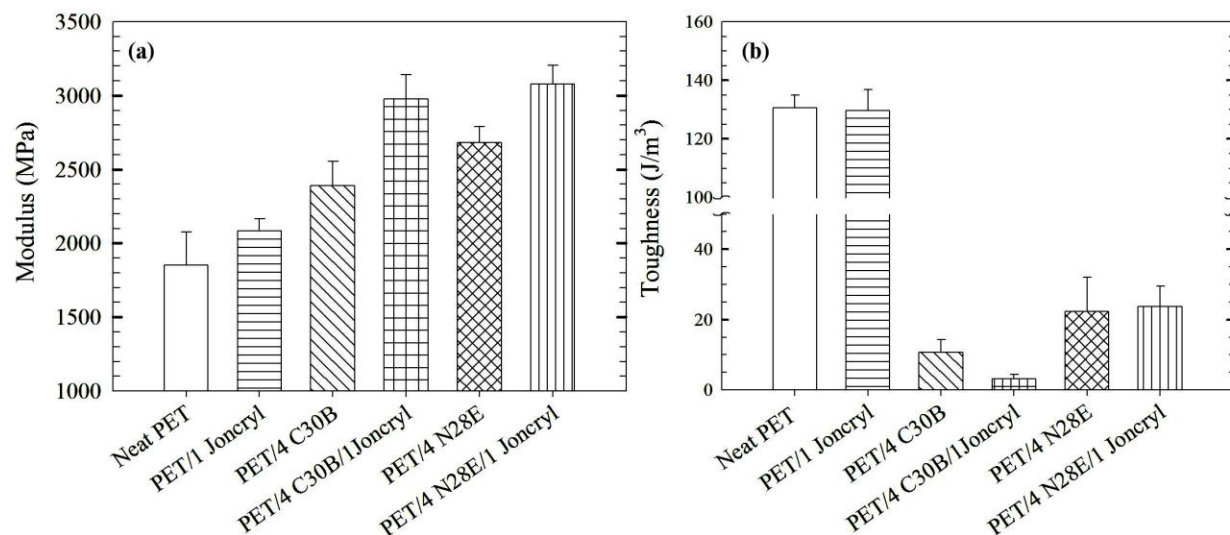 (a)
Modulus (MPa)
3500
3000
2500
2000
1500
1000
Neat PET
PET/1 Joncryl
PET/4 C30B
PET/4 C30B/1Joncryl
PET/4 N28E
PET/4 N28E/1 Joncryl
(b)
Toughness (J/m³)
160
140
120
100
40
20
0
Neat PET
PET/1 Joncryl
PET/4 C30B
PET/4 C30B/1Joncryl
PET/4 N28E
PET/4 N28E/1 Joncryl